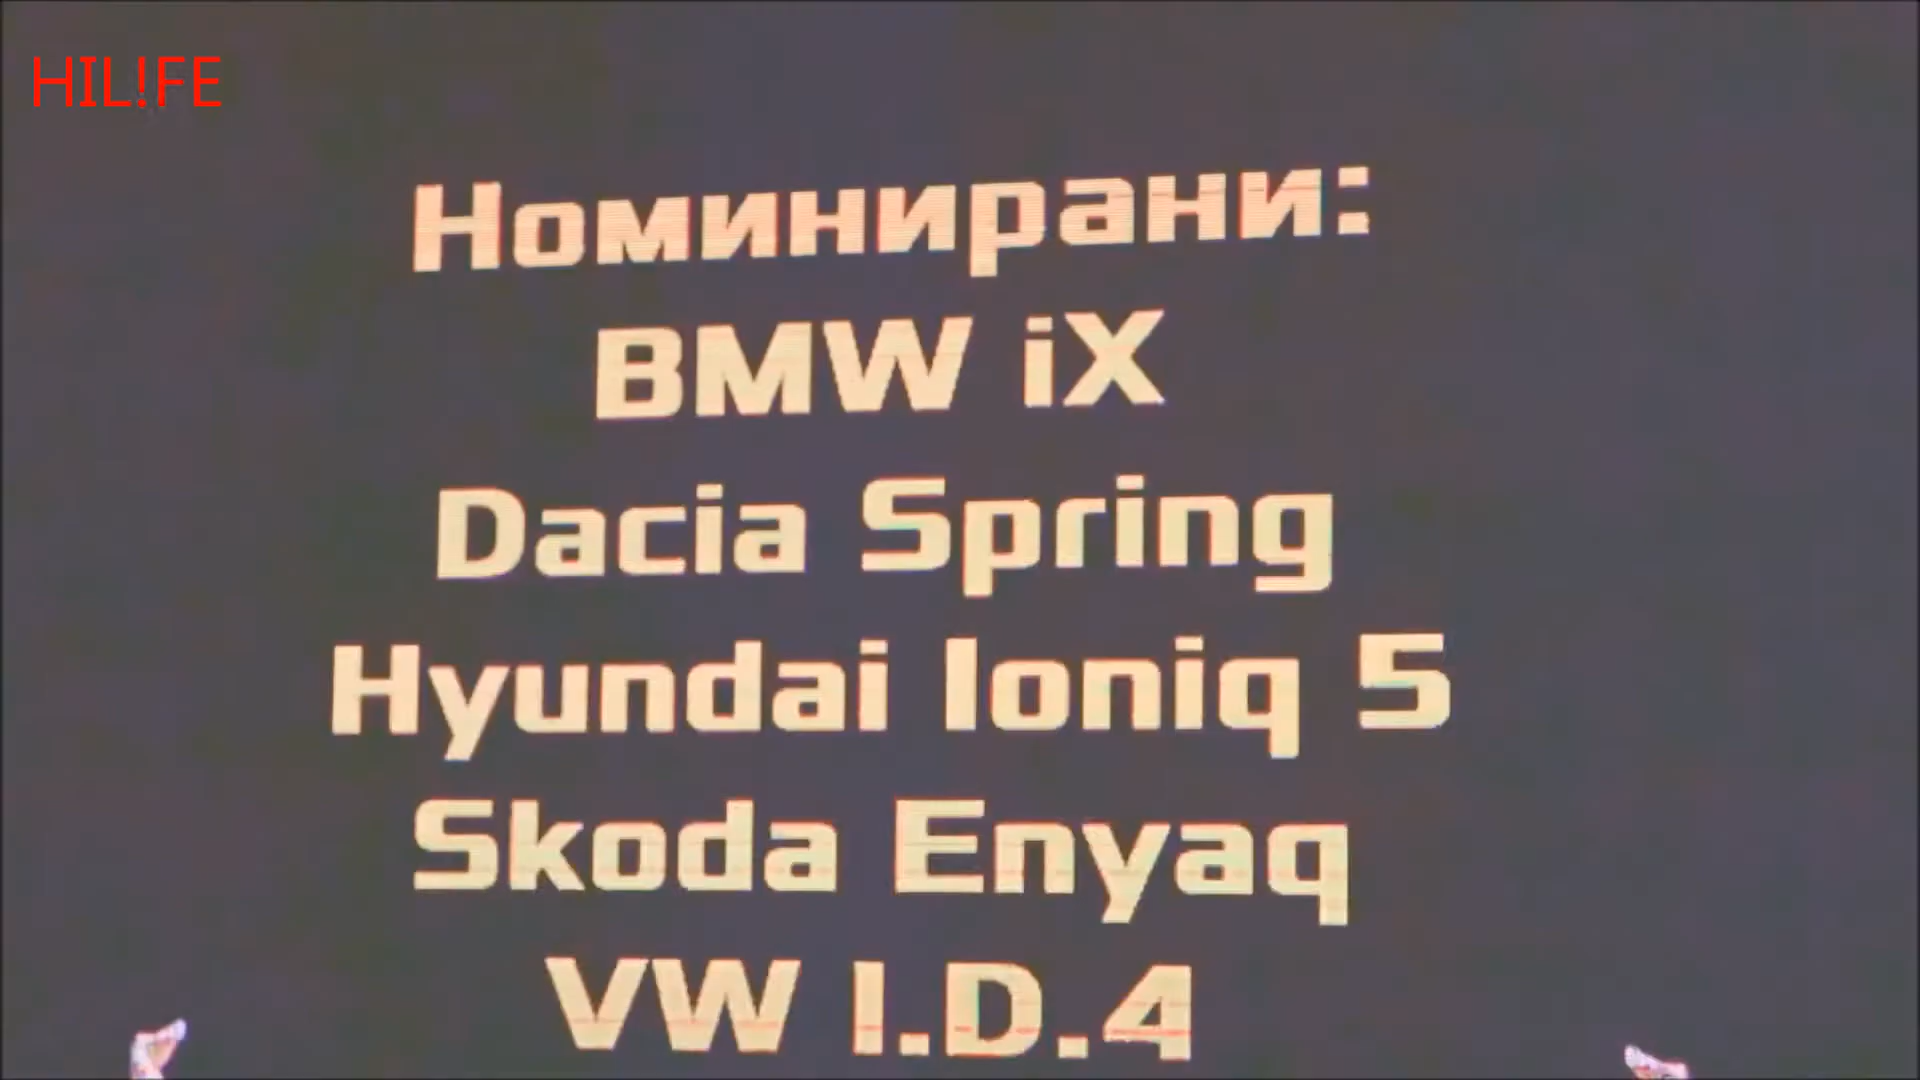 HIL!FE
Номинирани:
BMW iX
Dacia Spring
Hyundai Ioniq 5
Skoda Enyaq
VW I.D.4